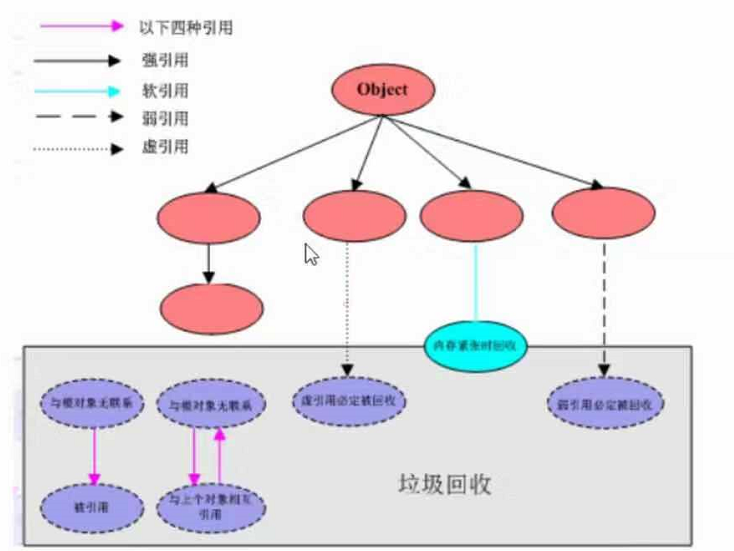 以下四种引用
强引用
软引用
弱引用
虚引用
Object
内存紧张时回收
与根对象无联系
与根对象无联系
虚引用必定被回收
弱引用必定被回收
垃圾回收
被引用
与上个对象相互
引用